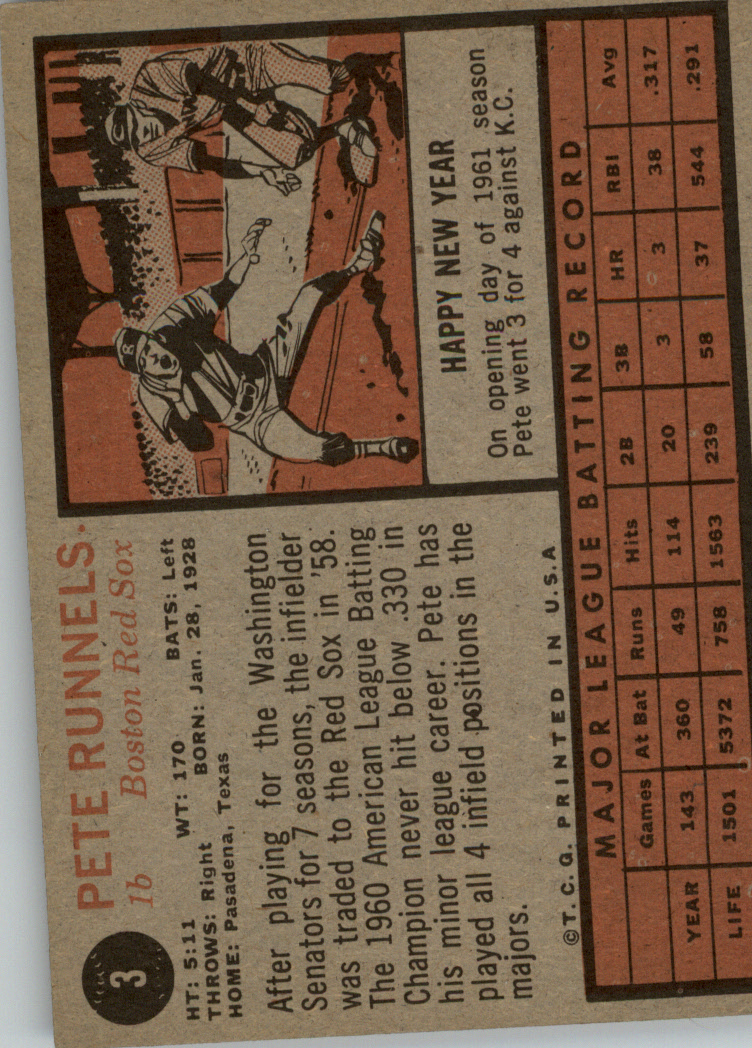 3
PETE RUNNELS
1b Boston Red Sox
HT: 5:11 WT: 170 BATS: Left
THROWS: Right BORN: Jan. 28, 1928
HOME: Pasadena, Texas
After playing for the Washington
Senators for 7 seasons, the infielder
was traded to the Red Sox in '58.
The 1960 American League Batting
Champion never hit below .330 in
his minor league career. Pete has
played all 4 infield positions in the
majors.
©T.C.G. PRINTED IN U.S.A
HAPPY NEW YEAR
On opening day of 1961 season
Pete went 3 for 4 against K.C.
MAJOR LEAGUE BATTING RECORD
Games At Bat Runs Hits 2B 3B HR RBI Avg
YEAR 143 360 49 114 20 3 3 38 .317
LIFE 1501 5372 758 1563 239 58 37 544 .291